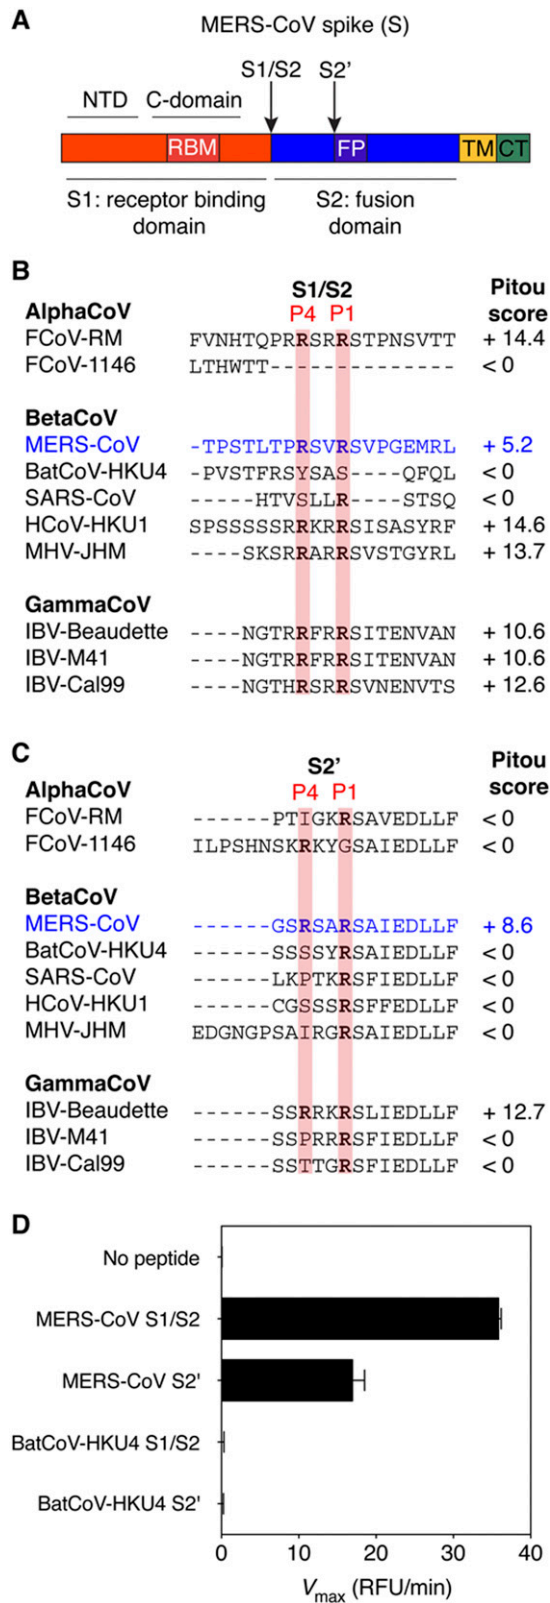 A
MERS-CoV spike (S)
S1/S2 S2’
NTD C-domain
RBM FP TM CT
S1: receptor binding domain
S2: fusion domain
B
S1/S2
Pitou score
AlphaCoV P4 P1
FCoV-RM FVNHTQPRRSRRSTPNSVTT + 14.4
FCoV-1146 LTHWTT-------------- < 0
BetaCoV
MERS-CoV -TPSTLTPRSVRSVPGEMRL + 5.2
BatCoV-HKU4 -PVSTFRSYSAS----QFQL < 0
SARS-CoV -----HTVSLLR----STSQ < 0
HCoV-HKU1 SPSSSSSRRKRRSISASYRF + 14.6
MHV-JHM ----SKSRRARRSVSTGYRL + 13.7
GammaCoV
IBV-Beaudette ----NGTRRFRRSITENVAN + 10.6
IBV-M41 ----NGTRRFRRSITENVAN + 10.6
IBV-Cal99 ----NGTHRSRRSVNENVTS + 12.6
C
S2’
Pitou score
AlphaCoV P4 P1
FCoV-RM ------PTIGKRSAVEDLLF < 0
FCoV-1146 ILPSHNSKRKYGSAIEDLLF < 0
BetaCoV
MERS-CoV ------GSRSARSAIEDLLF + 8.6
BatCoV-HKU4 ------SSSSYRSAIEDLLF < 0
SARS-CoV ------LKPTKRSFIEDLLF < 0
HCoV-HKU1 ------CGSSSRSFFEDLLF < 0
MHV-JHM EDGNGPSAIRGRSAIEDLLF < 0
GammaCoV
IBV-Beaudette ------SSRRKRSLIEDLLF + 12.7
IBV-M41 ------SSPRRRSFIEDLLF < 0
IBV-Cal99 ------SSTTGRSFIEDLLF < 0
D
No peptide
MERS-CoV S1/S2
MERS-CoV S2'
BatCoV-HKU4 S1/S2
BatCoV-HKU4 S2'
0 10 20 30 40
Vmax (RFU/min)